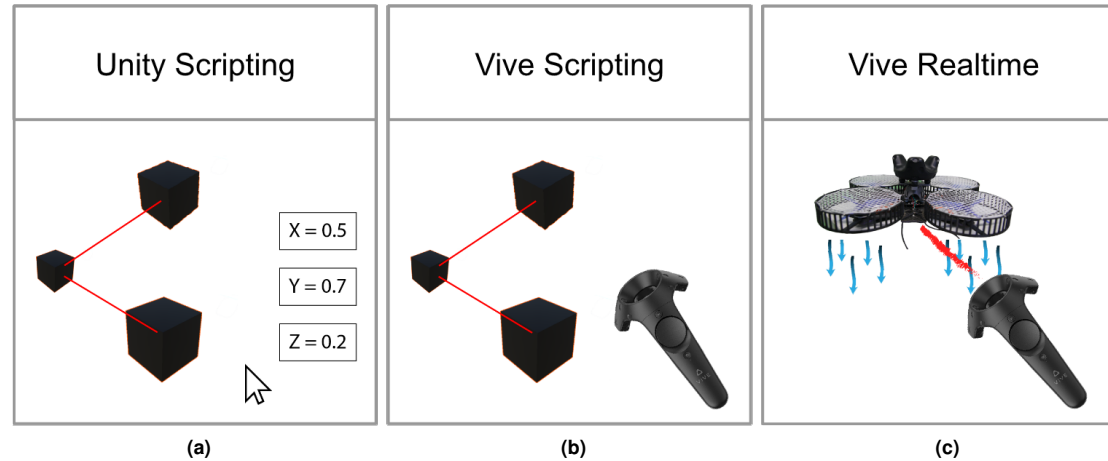 Unity Scripting
Vive Scripting
Vive Realtime
X = 0.5
Y = 0.7
Z = 0.2
(a)
(b)
(c)